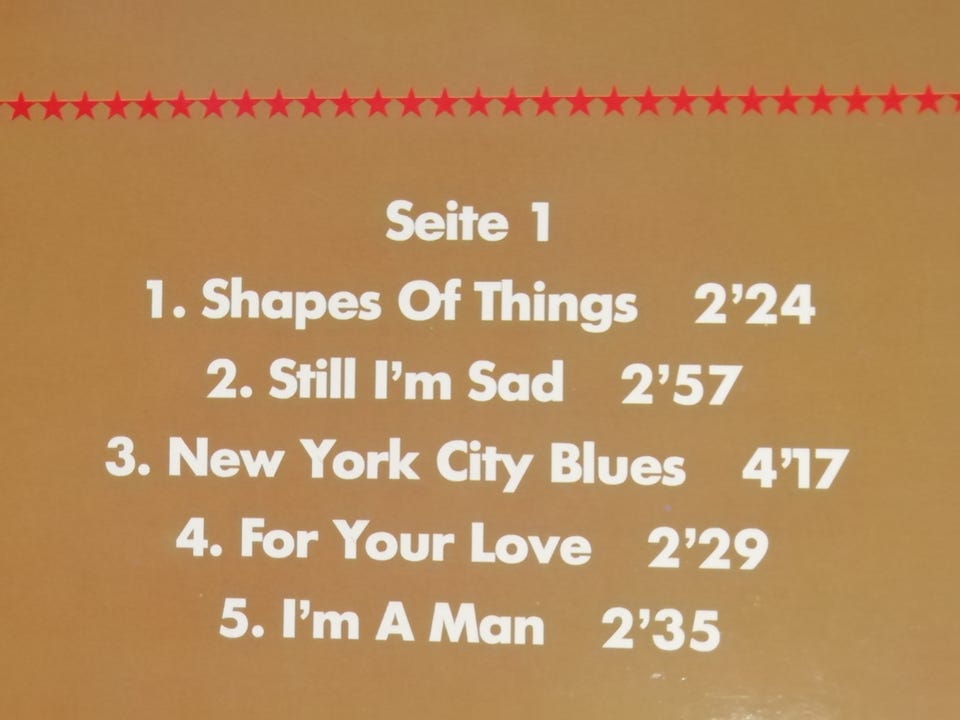 Seite 1
1. Shapes Of Things 2’24
2. Still I’m Sad 2’57
3. New York City Blues 4’17
4. For Your Love 2’29
5. I’m A Man 2’35